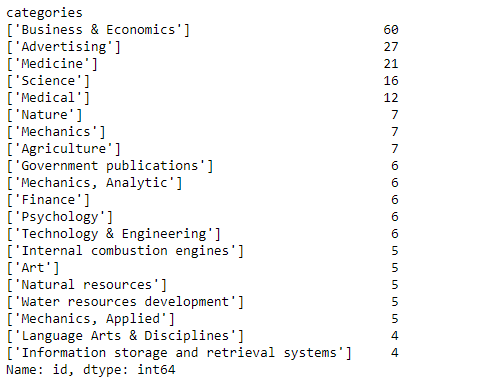 categories
['Business & Economics'] 60
['Advertising'] 27
['Medicine'] 21
['Science'] 16
['Medical'] 12
['Nature'] 7
['Mechanics'] 7
['Agriculture'] 7
['Government publications'] 6
['Mechanics, Analytic'] 6
['Finance'] 6
['Psychology'] 6
['Technology & Engineering'] 6
['Internal combustion engines'] 5
['Art'] 5
['Natural resources'] 5
['Water resources development'] 5
['Mechanics, Applied'] 5
['Language Arts & Disciplines'] 4
['Information storage and retrieval systems'] 4
Name: id, dtype: int64